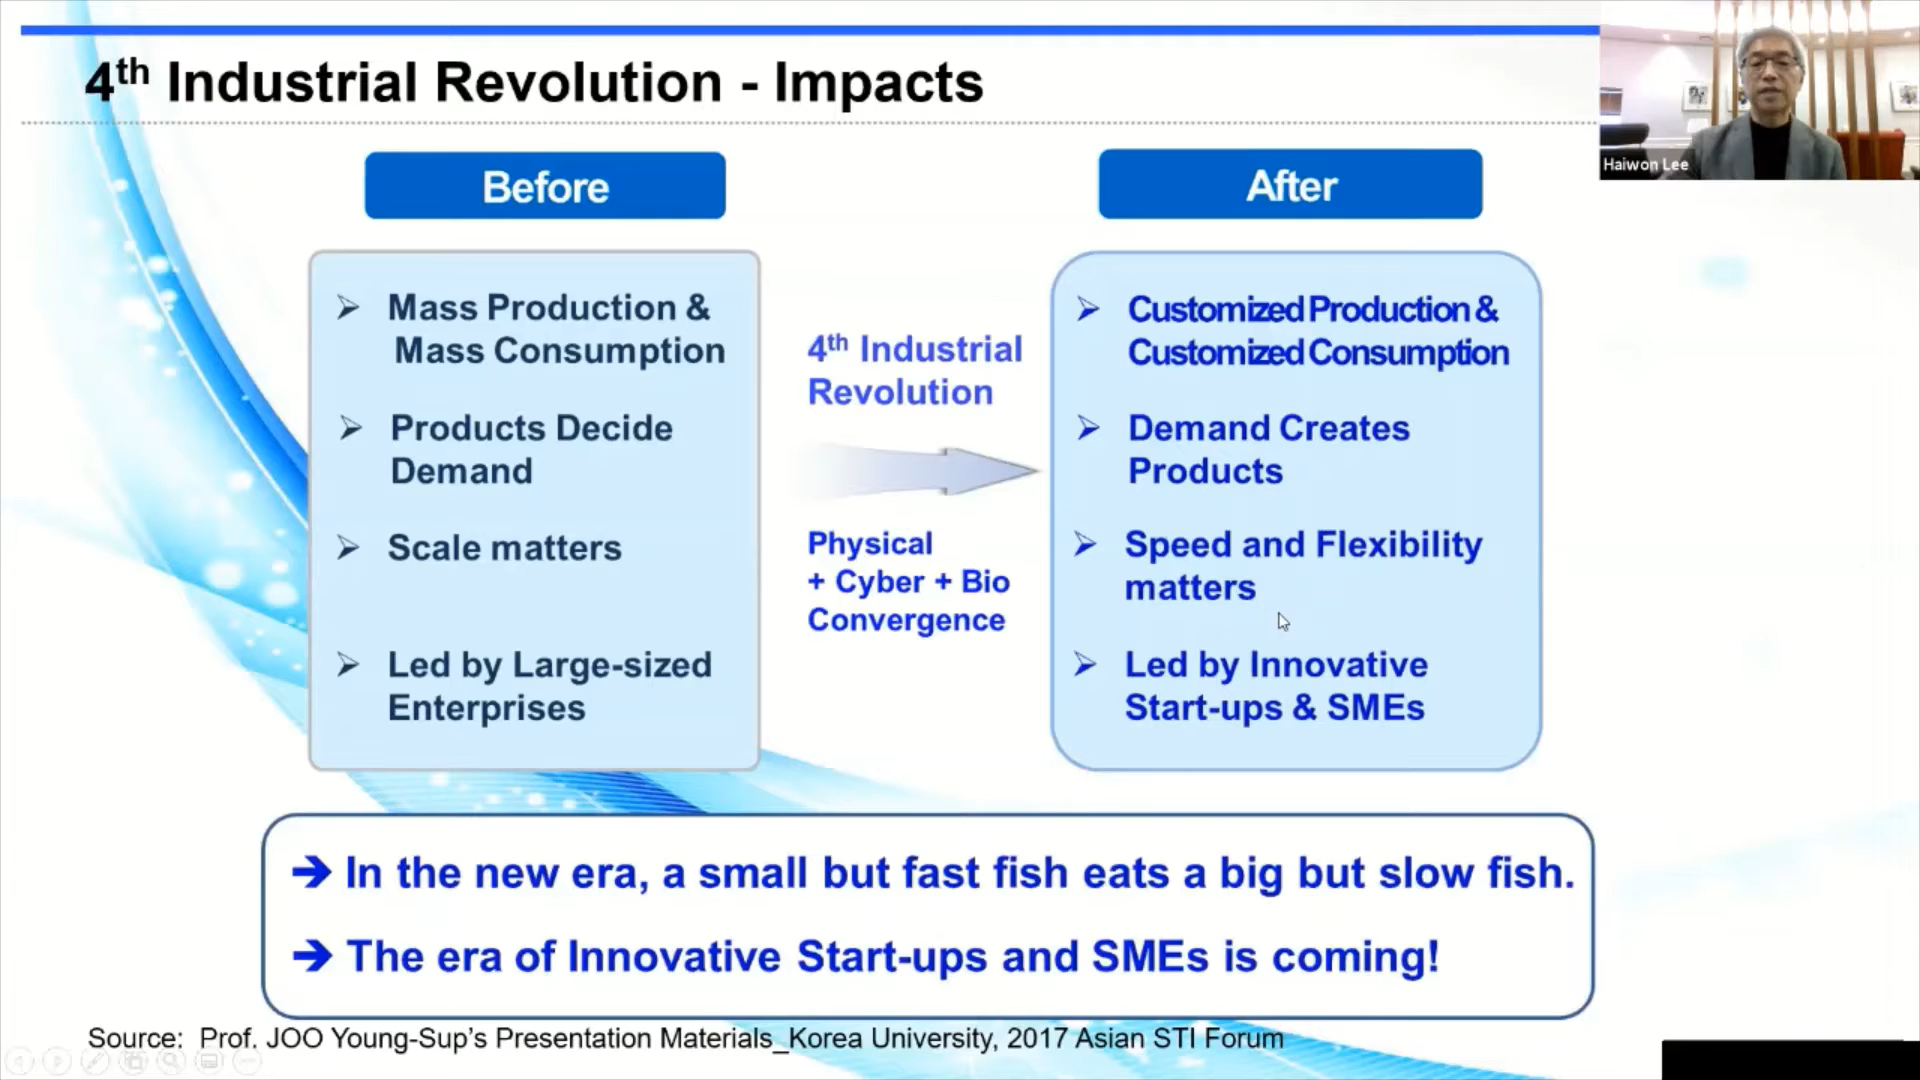 4th Industrial Revolution - Impacts
Haiwon Lee
Before
After
Mass Production &
Mass Consumption
Products Decide
Demand
Scale matters
Led by Large-sized
Enterprises
4th Industrial
Revolution
Physical
+ Cyber + Bio
Convergence
Customized Production &
Customized Consumption
Demand Creates
Products
Speed and Flexibility
matters
Led by Innovative
Start-ups & SMEs
In the new era, a small but fast fish eats a big but slow fish.
The era of Innovative Start-ups and SMEs is coming!
Source: Prof. JOO Young-Sup's Presentation Materials_Korea University, 2017 Asian STI Forum